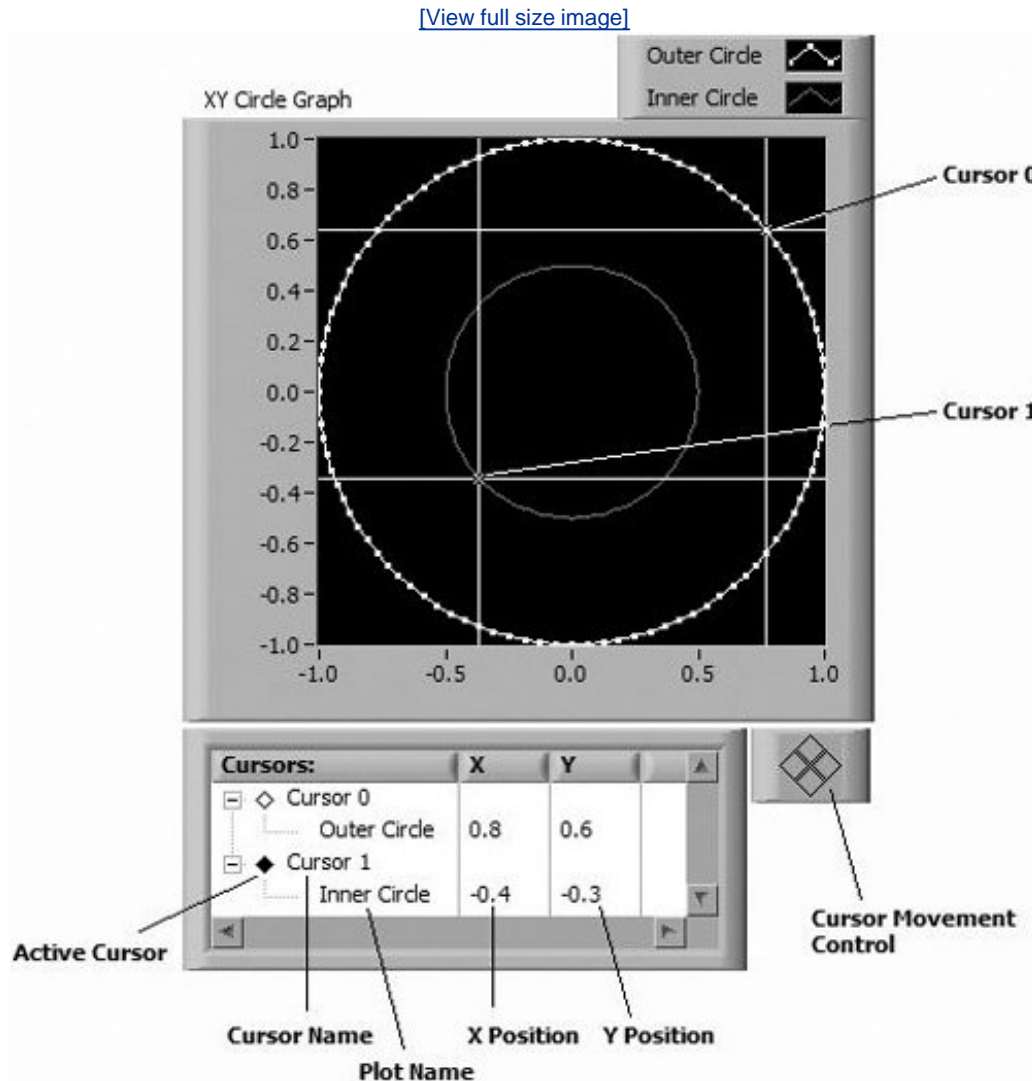 [View full size image]
Outer Circle
Inner Circle
XY Circle Graph
1.0
0.8
0.6
0.4
0.2
0.0
-0.2
-0.4
-0.6
-0.8
-1.0
-1.0 -0.5 0.0 0.5 1.0
Cursor 0
Cursor 1
Cursors: X Y
Cursor 0
Outer Circle 0.8 0.6
Cursor 1
Inner Circle -0.4 -0.3
Active Cursor
Cursor Movement
Control
Cursor Name
X Position
Y Position
Plot Name